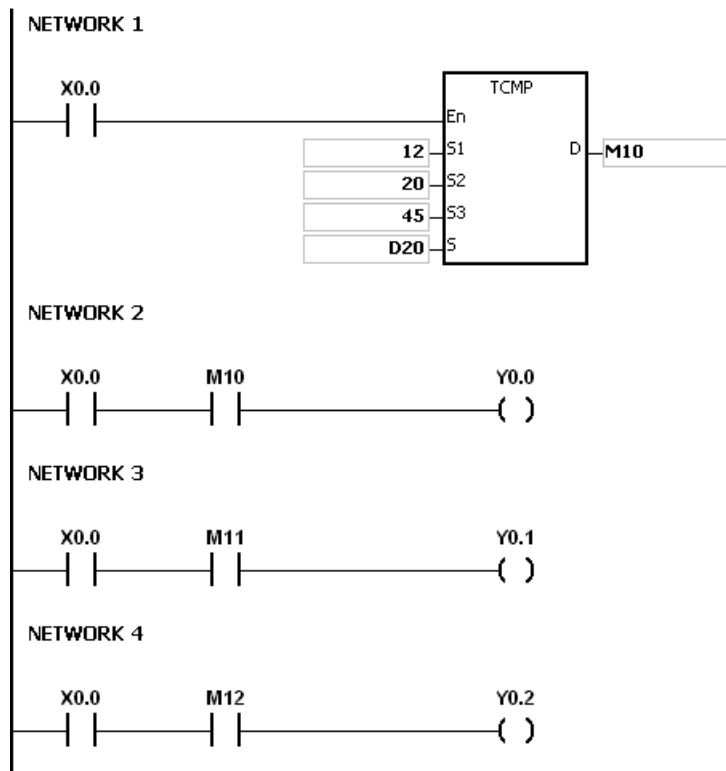 NETWORK 1
X0.0
TCMP
En
12 S1 D M10
20 S2
45 S3
D20 S
NETWORK 2
X0.0 M10 Y0.0
NETWORK 3
X0.0 M11 Y0.1
NETWORK 4
X0.0 M12 Y0.2